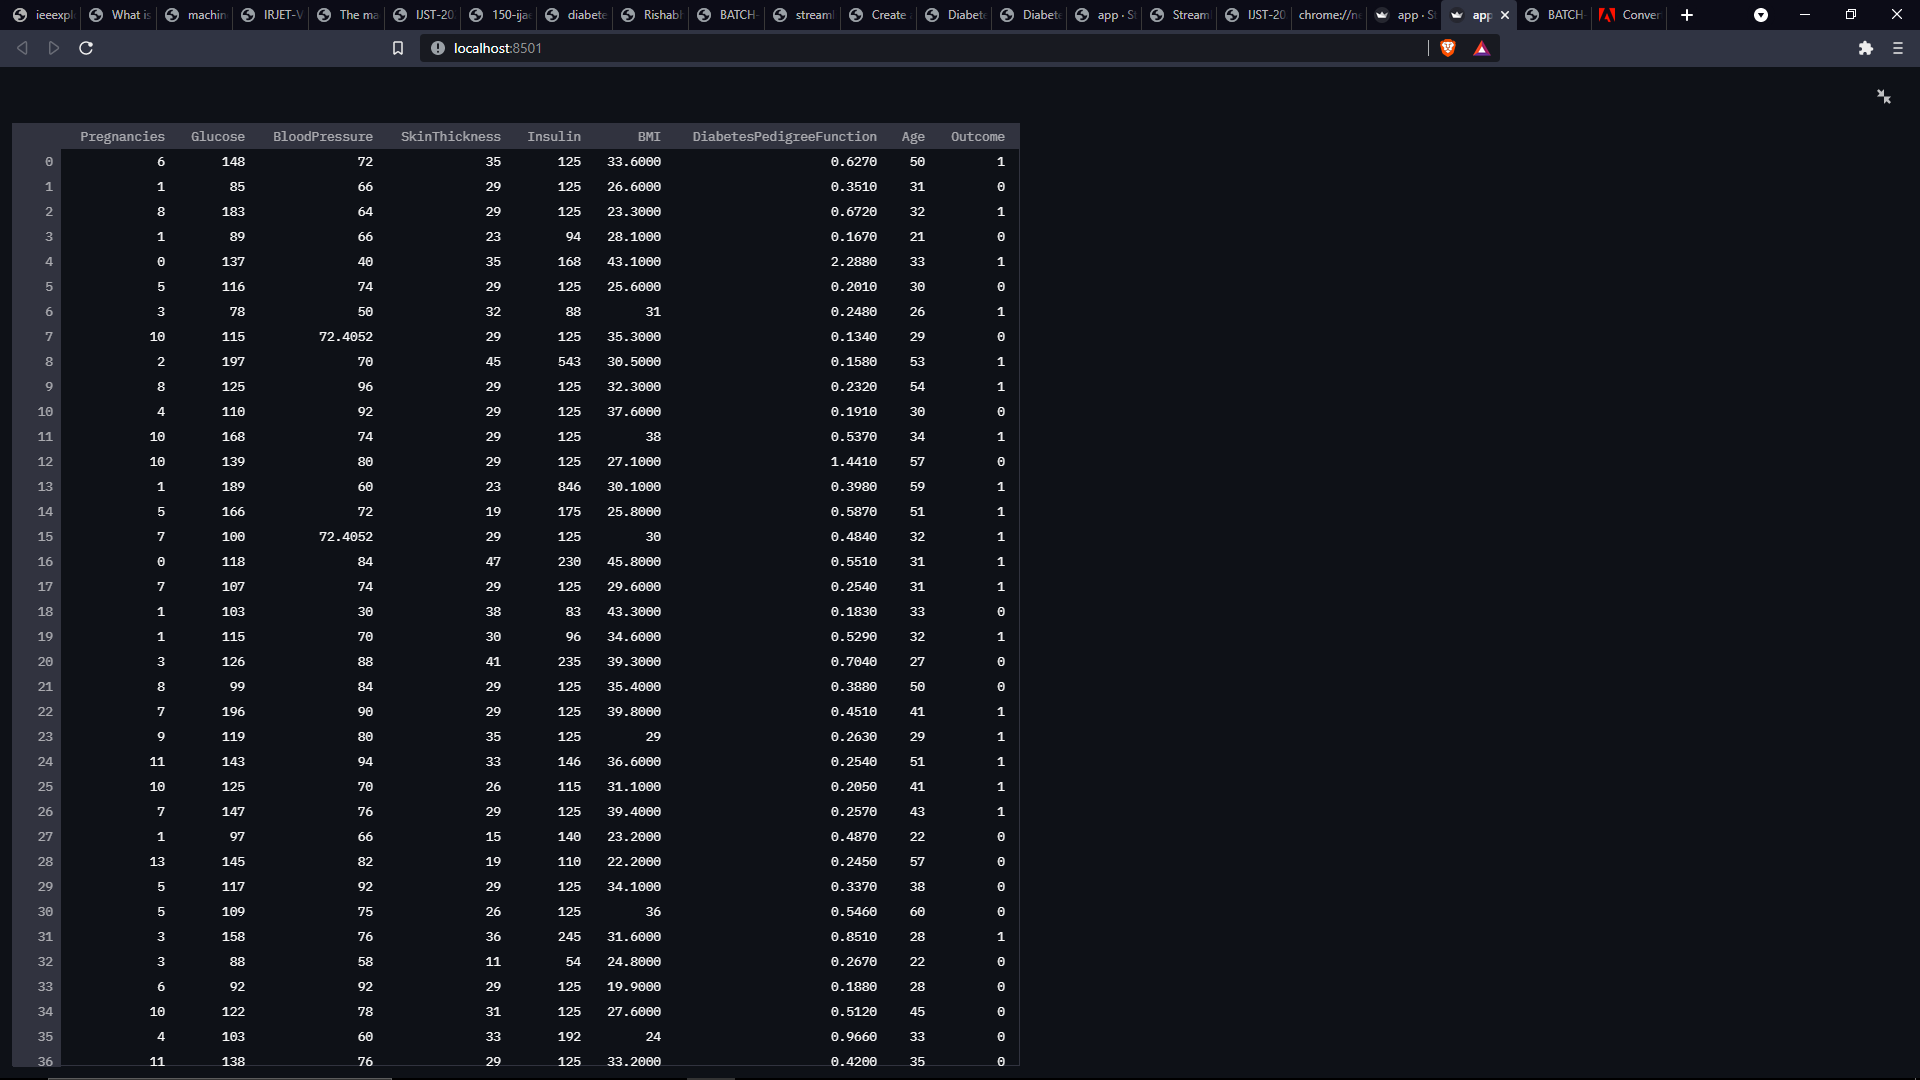 ieeexpl What is machin IRJET-V The ma IJST-20 150-ijae diabete Rishab BATCH- stream Create Diabete Diabete app · St Stream IJST-20 chrome://ne app · S app BATCH- Conver
localhost:8501
Pregnancies Glucose BloodPressure SkinThickness Insulin BMI DiabetesPedigreeFunction Age Outcome
0 6 148 72 35 125 33.6000 0.6270 50 1
1 1 85 66 29 125 26.6000 0.3510 31 0
2 8 183 64 29 125 23.3000 0.6720 32 1
3 1 89 66 23 94 28.1000 0.1670 21 0
4 0 137 40 35 168 43.1000 2.2880 33 1
5 5 116 74 29 125 25.6000 0.2010 30 0
6 3 78 50 32 88 31 0.2480 26 1
7 10 115 72.4052 29 125 35.3000 0.1340 29 0
8 2 197 70 45 543 30.5000 0.1580 53 1
9 8 125 96 29 125 32.3000 0.2320 54 1
10 4 110 92 29 125 37.6000 0.1910 30 0
11 10 168 74 29 125 38 0.5370 34 1
12 10 139 80 29 125 27.1000 1.4410 57 0
13 1 189 60 23 846 30.1000 0.3980 59 1
14 5 166 72 19 175 25.8000 0.5870 51 1
15 7 100 72.4052 29 125 30 0.4840 32 1
16 0 118 84 47 230 45.8000 0.5510 31 1
17 7 107 74 29 125 29.6000 0.2540 31 1
18 1 103 30 38 83 43.3000 0.1830 33 0
19 1 115 70 30 96 34.6000 0.5290 32 1
20 3 126 88 41 235 39.3000 0.7040 27 0
21 8 99 84 29 125 35.4000 0.3880 50 0
22 7 196 90 29 125 39.8000 0.4510 41 1
23 9 119 80 35 125 29 0.2630 29 1
24 11 143 94 33 146 36.6000 0.2540 51 1
25 10 125 70 26 115 31.1000 0.2050 41 1
26 7 147 76 29 125 39.4000 0.2570 43 1
27 1 97 66 15 140 23.2000 0.4870 22 0
28 13 145 82 19 110 22.2000 0.2450 57 0
29 5 117 92 29 125 34.1000 0.3370 38 0
30 5 109 75 26 125 36 0.5460 60 0
31 3 158 76 36 245 31.6000 0.8510 28 1
32 3 88 58 11 54 24.8000 0.2670 22 0
33 6 92 92 29 125 19.9000 0.1880 28 0
34 10 122 78 31 125 27.6000 0.5120 45 0
35 4 103 60 33 192 24 0.9660 33 0
36 11 138 76 29 125 33.2000 0.4200 35 0